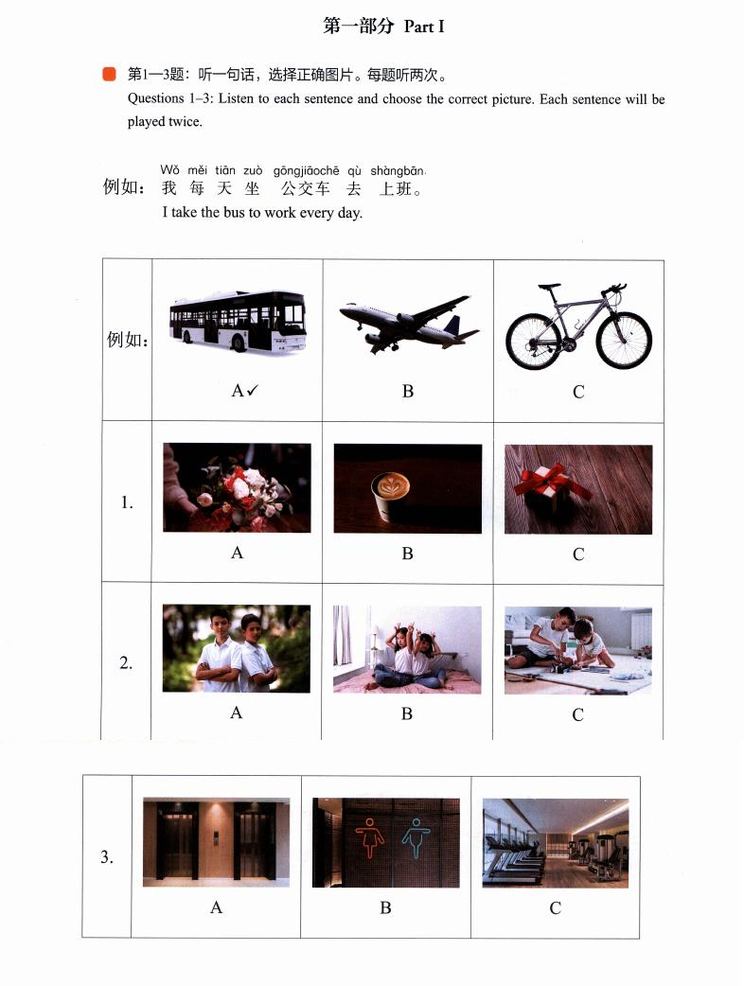 第一部分 Part I
第1—3题：听一句话，选择正确图片。每题听两次。
Questions 1–3: Listen to each sentence and choose the correct picture. Each sentence will be
played twice.
Wǒ měi tiān zuò gōngjiāochē qù shàngbān.
例如： 我 每 天 坐 公交车 去 上班。
I take the bus to work every day.
例如：
A✓ B C
1.
A B C
2.
A B C
3.
A B C